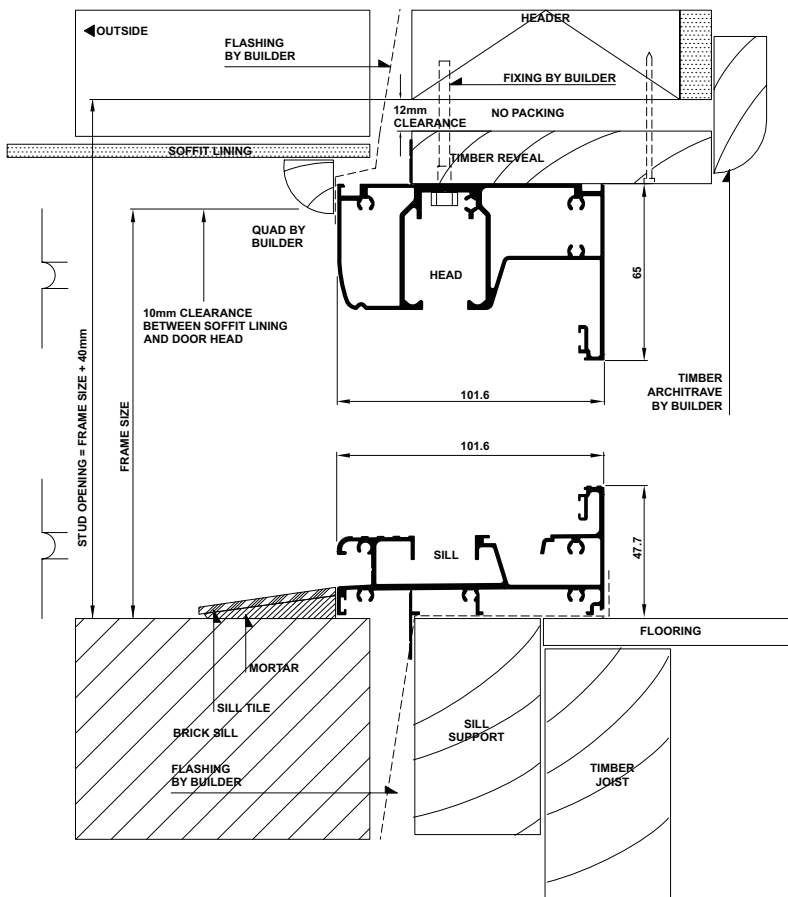 OUTSIDE
HEADER
FLASHING
BY BUILDER
FIXING BY BUILDER
12mm
CLEARANCE
NO PACKING
SOFFIT LINING
TIMBER REVEAL
QUAD BY
BUILDER
HEAD
65
10mm CLEARANCE
BETWEEN SOFFIT LINING
AND DOOR HEAD
STUD OPENING = FRAME SIZE + 40mm
FRAME SIZE
TIMBER
ARCHITRAVE
BY BUILDER
101.6
101.6
SILL
47.7
FLOORING
MORTAR
SILL TILE
BRICK SILL
SILL
SUPPORT
FLASHING
BY BUILDER
TIMBER
JOIST